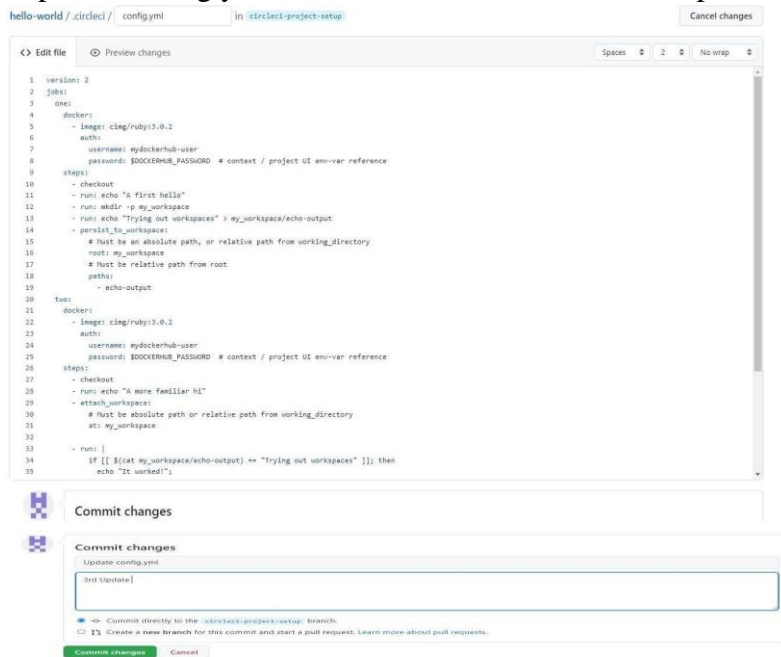 hello-world / .circleci / config.yml in circleci-project-setup Cancel changes
<> Edit file Preview changes Spaces 2 No wrap
1 version: 2
2 jobs:
3 one:
4 docker:
5 - image: cimg/ruby:3.0.2
6 auth:
7 username: mydockerhub-user
8 password: $DOCKERHUB_PASSWORD # context / project UI env-var reference
9 steps:
10 - checkout
11 - run: echo "A first hello"
12 - run: mkdir -p my_workspace
13 - run: echo "Trying out workspaces" > my_workspace/echo-output
14 - persist_to_workspace:
15 # Must be an absolute path, or relative path from working_directory
16 root: my_workspace
17 # Must be relative path from root
18 paths:
19 - echo-output
20 two:
21 docker:
22 - image: cimg/ruby:3.0.2
23 auth:
24 username: mydockerhub-user
25 password: $DOCKERHUB_PASSWORD # context / project UI env-var reference
26 steps:
27 - checkout
28 - run: echo "A more familiar hi"
29 - attach_workspace:
30 # Must be absolute path or relative path from working_directory
31 at: my_workspace
32
33 - run: |
34 if [[ $(cat my_workspace/echo-output) == "Trying out workspaces" ]]; then
35 echo "It worked!";
Commit changes
Commit changes
Update config.yml
3rd Update
Commit directly to the circleci-project-setup branch.
Create a new branch for this commit and start a pull request. Learn more about pull requests.
Commit changes Cancel